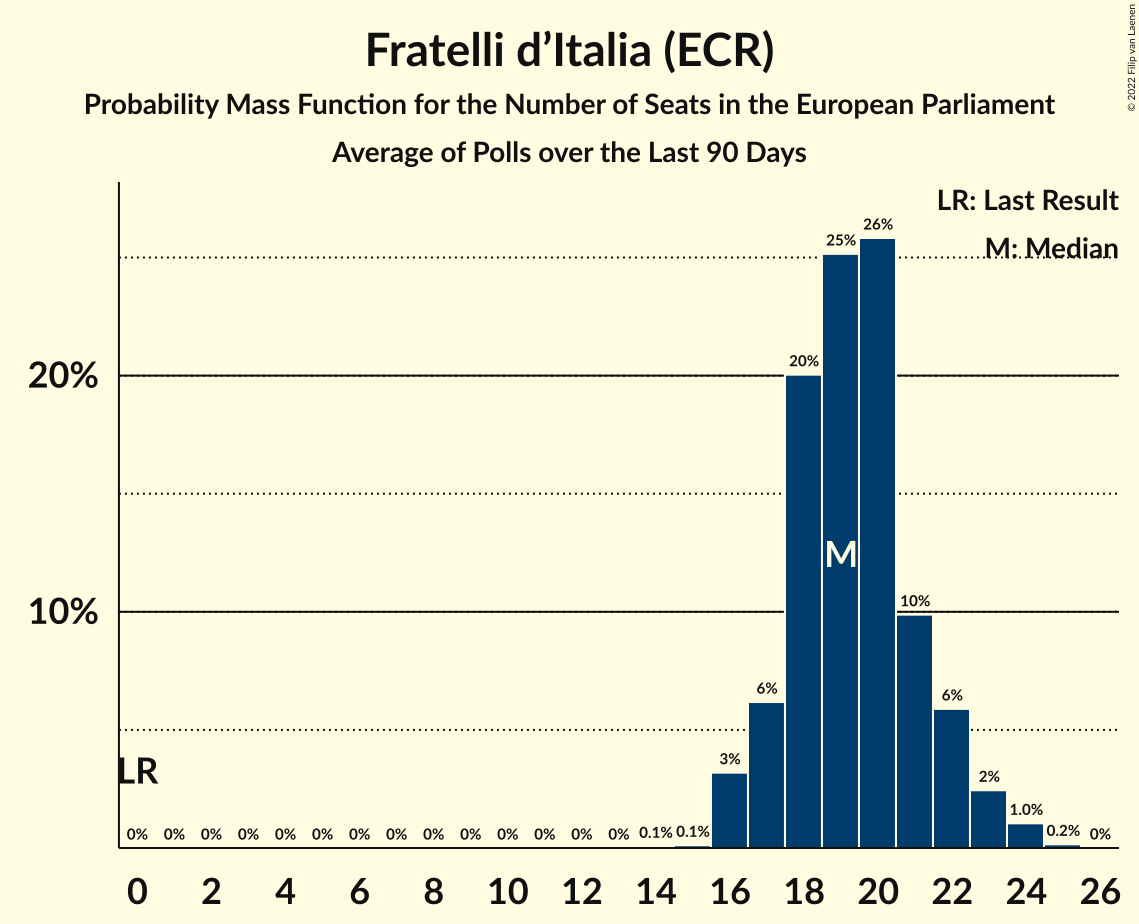 Fratelli d’Italia (ECR)
Probability Mass Function for the Number of Seats in the European Parliament
Average of Polls over the Last 90 Days
© 2022 Filip van Laenen
LR: Last Result
M: Median
26%
25%
20%
20%
M
10%
10%
6%
6%
LR
3%
2%
1.0%
0% 0% 0% 0% 0% 0% 0% 0% 0% 0% 0% 0% 0% 0% 0.1% 0.1% 0.2% 0%
0 2 4 6 8 10 12 14 16 18 20 22 24 26